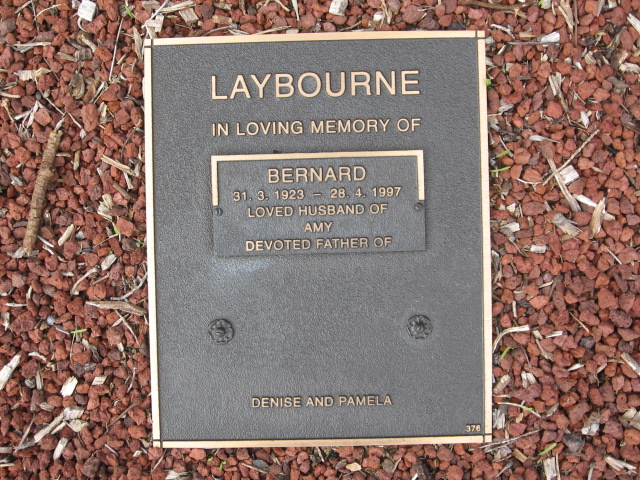 LAYBOURNE
IN LOVING MEMORY OF
BERNARD
31. 3. 1923 – 28. 4. 1997
LOVED HUSBAND OF
AMY
DEVOTED FATHER OF
DENISE AND PAMELA
376